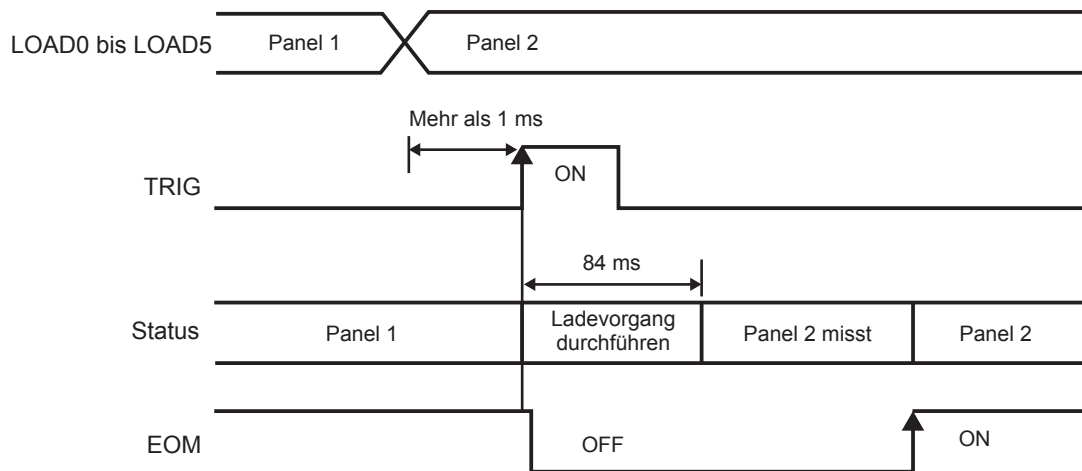 LOAD0 bis LOAD5
Panel 1
Panel 2
Mehr als 1 ms
TRIG
ON
84 ms
Status
Panel 1
Ladevorgang
durchführen
Panel 2 misst
Panel 2
EOM
OFF
ON